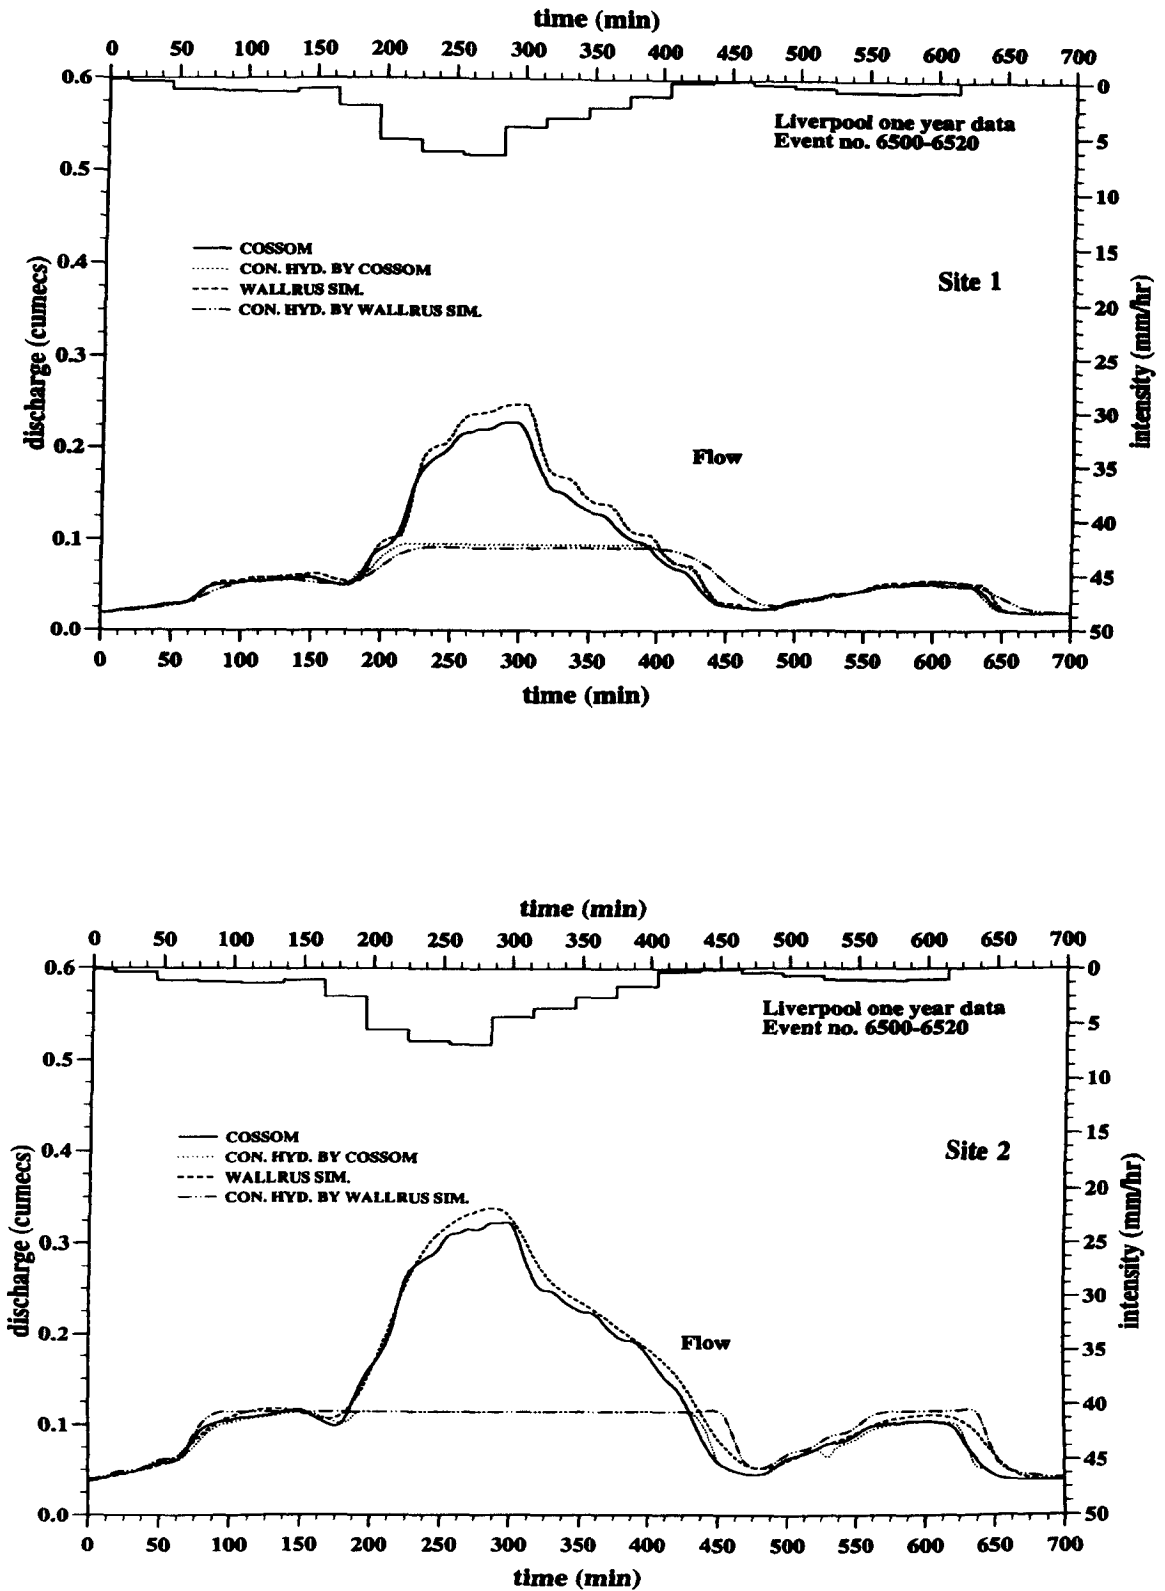 time (min)
0 50 100 150 200 250 300 350 400 450 500 550 600 650 700
0.6
0
Liverpool one year data
Event no. 6500-6520
5
0.5
10
COSSOM
CON. HYD. BY COSSOM
WALLRUS SIM.
CON. HYD. BY WALLRUS SIM.
0.4
15
Site 1
20
discharge (cumecs)
intensity (mm/hr)
0.3
25
30
0.2
Flow
35
0.1
40
45
0.0
50
0 50 100 150 200 250 300 350 400 450 500 550 600 650 700
time (min)
time (min)
0 50 100 150 200 250 300 350 400 450 500 550 600 650 700
0.6
0
Liverpool one year data
Event no. 6500-6520
5
0.5
10
COSSOM
CON. HYD. BY COSSOM
WALLRUS SIM.
CON. HYD. BY WALLRUS SIM.
0.4
15
Site 2
20
discharge (cumecs)
intensity (mm/hr)
0.3
25
30
0.2
Flow
35
0.1
40
45
0.0
50
0 50 100 150 200 250 300 350 400 450 500 550 600 650 700
time (min)